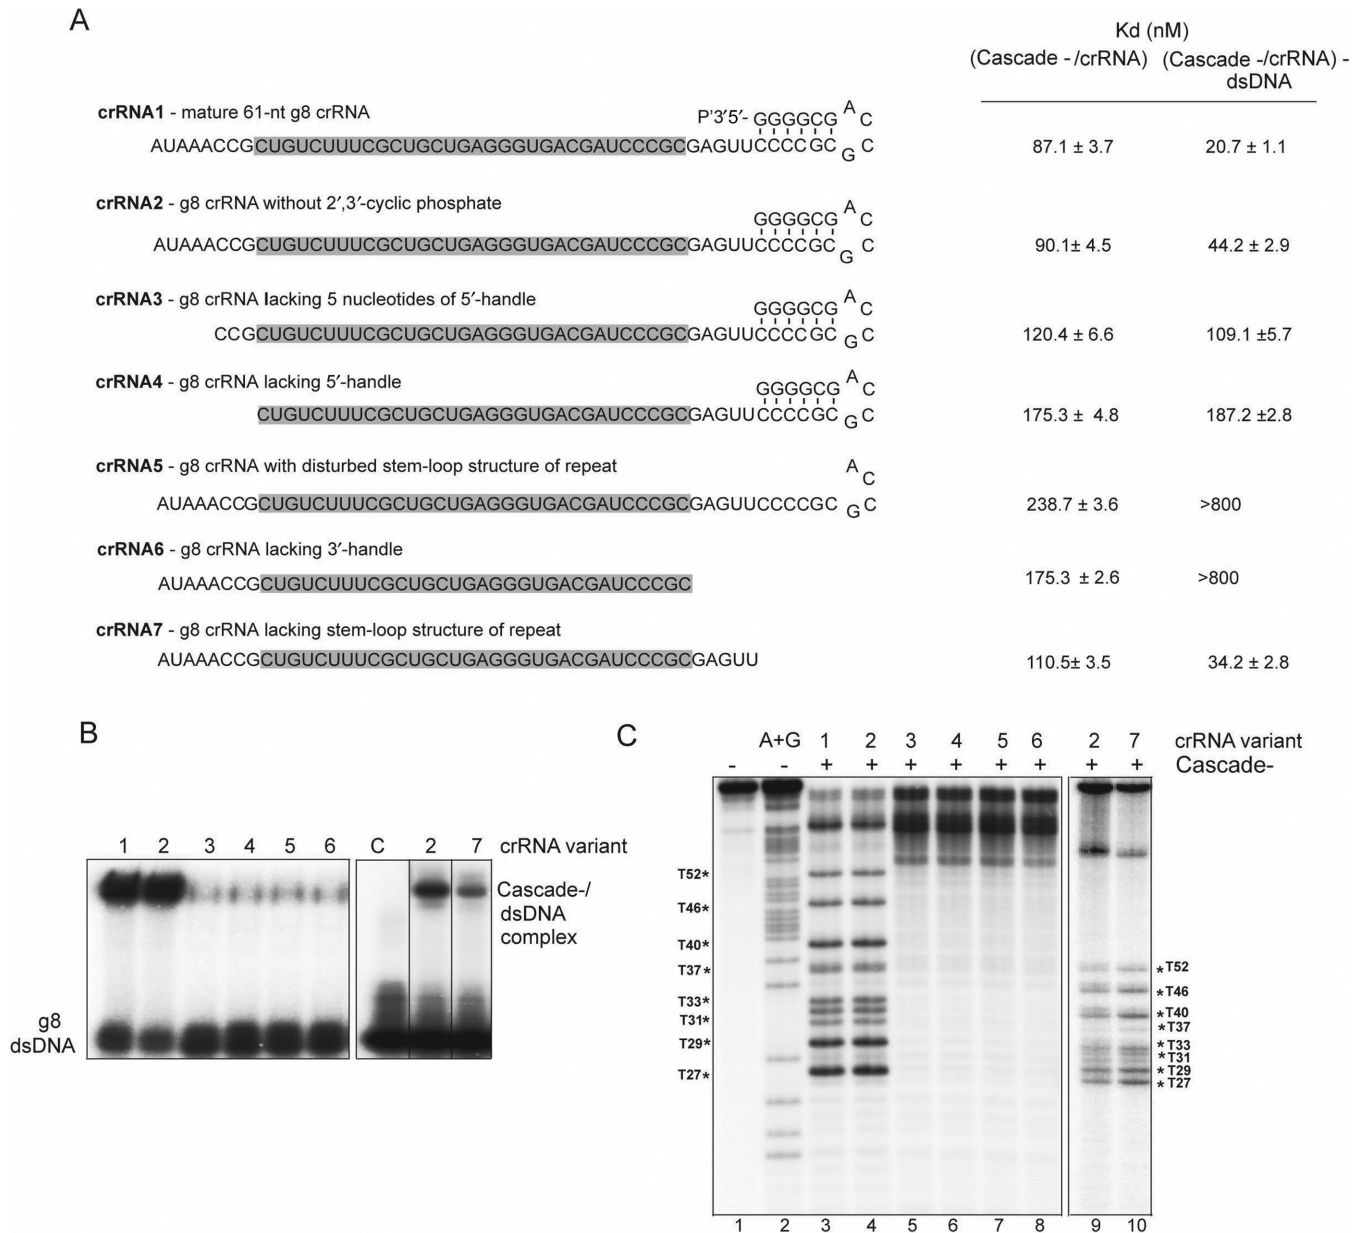 A
Kd (nM)
(Cascade -/crRNA) (Cascade -/crRNA) -
dsDNA
crRNA1 - mature 61-nt g8 crRNA
P'3′5′- GGGGCG A C
AUAAACCGCUGUCUUUCGCUGCUGAGGGUGACGAUCCCGCGAGUUCCCCGC G C
87.1 ± 3.7 20.7 ± 1.1
crRNA2 - g8 crRNA without 2′,3′-cyclic phosphate
GGGGCG A C
AUAAACCGCUGUCUUUCGCUGCUGAGGGUGACGAUCCCGCGAGUUCCCCGC G C
90.1± 4.5 44.2 ± 2.9
crRNA3 - g8 crRNA lacking 5 nucleotides of 5′-handle
GGGGCG A C
CCGCUGUCUUUCGCUGCUGAGGGUGACGAUCCCGCGAGUUCCCCGC G C
120.4 ± 6.6 109.1 ±5.7
crRNA4 - g8 crRNA lacking 5′-handle
GGGGCG A C
CUGUCUUUCGCUGCUGAGGGUGACGAUCCCGCGAGUUCCCCGC G C
175.3 ± 4.8 187.2 ±2.8
crRNA5 - g8 crRNA with disturbed stem-loop structure of repeat
A C
AUAAACCGCUGUCUUUCGCUGCUGAGGGUGACGAUCCCGCGAGUUCCCCGC G C
238.7 ± 3.6 >800
crRNA6 - g8 crRNA lacking 3′-handle
AUAAACCGCUGUCUUUCGCUGCUGAGGGUGACGAUCCCGC
175.3 ± 2.6 >800
crRNA7 - g8 crRNA lacking stem-loop structure of repeat
AUAAACCGCUGUCUUUCGCUGCUGAGGGUGACGAUCCCGCGAGUU
110.5± 3.5 34.2 ± 2.8
B
1 2 3 4 5 6 C 2 7 crRNA variant
Cascade-/
dsDNA
complex
g8
dsDNA
C
A+G 1 2 3 4 5 6 2 7 crRNA variant
- - + + + + + + + + Cascade-
T52*
T46*
T40*
T37*
T33*
T31*
T29*
T27*
*T52
*T46
*T40
*T37
*T33
*T31
*T29
*T27
1 2 3 4 5 6 7 8 9 10